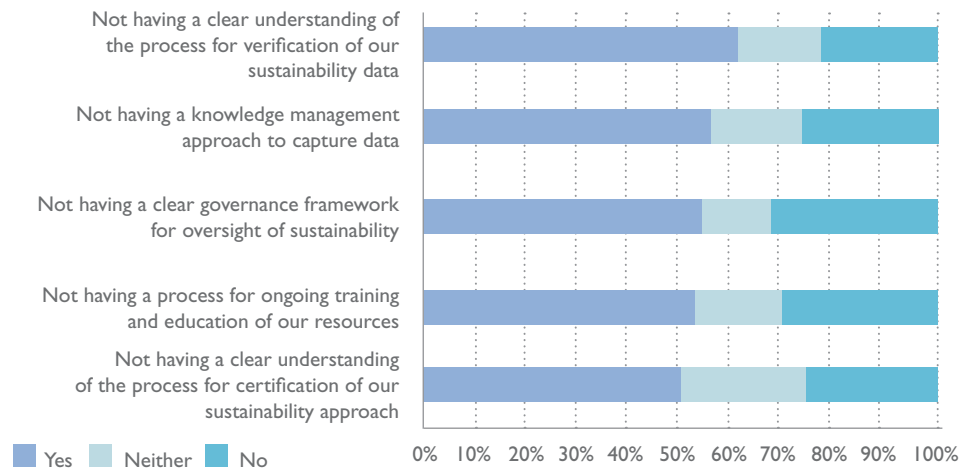 Not having a clear understanding of
the process for verification of our
sustainability data
Not having a knowledge management
approach to capture data
Not having a clear governance framework
for oversight of sustainability
Not having a process for ongoing training
and education of our resources
Not having a clear understanding
of the process for certification of our
sustainability approach
0% 10% 20% 30% 40% 50% 60% 70% 80% 90% 100%
Yes Neither No